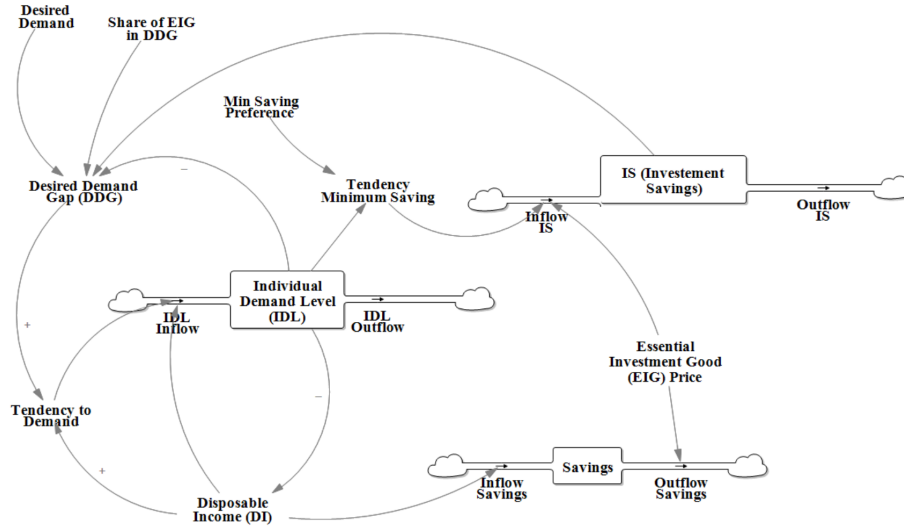 Desired
Demand
Share of EIG
in DDG
Min Saving
Preference
–
Desired Demand
Gap (DDG)
Tendency
Minimum Saving
IS (Investement
Savings)
Inflow
IS
Outflow
IS
Individual
Demand Level
(IDL)
IDL
Inflow
IDL
Outflow
+
Essential
Investment Good
(EIG) Price
–
Tendency to
Demand
+
Savings
Inflow
Savings
Outflow
Savings
Disposable
Income (DI)